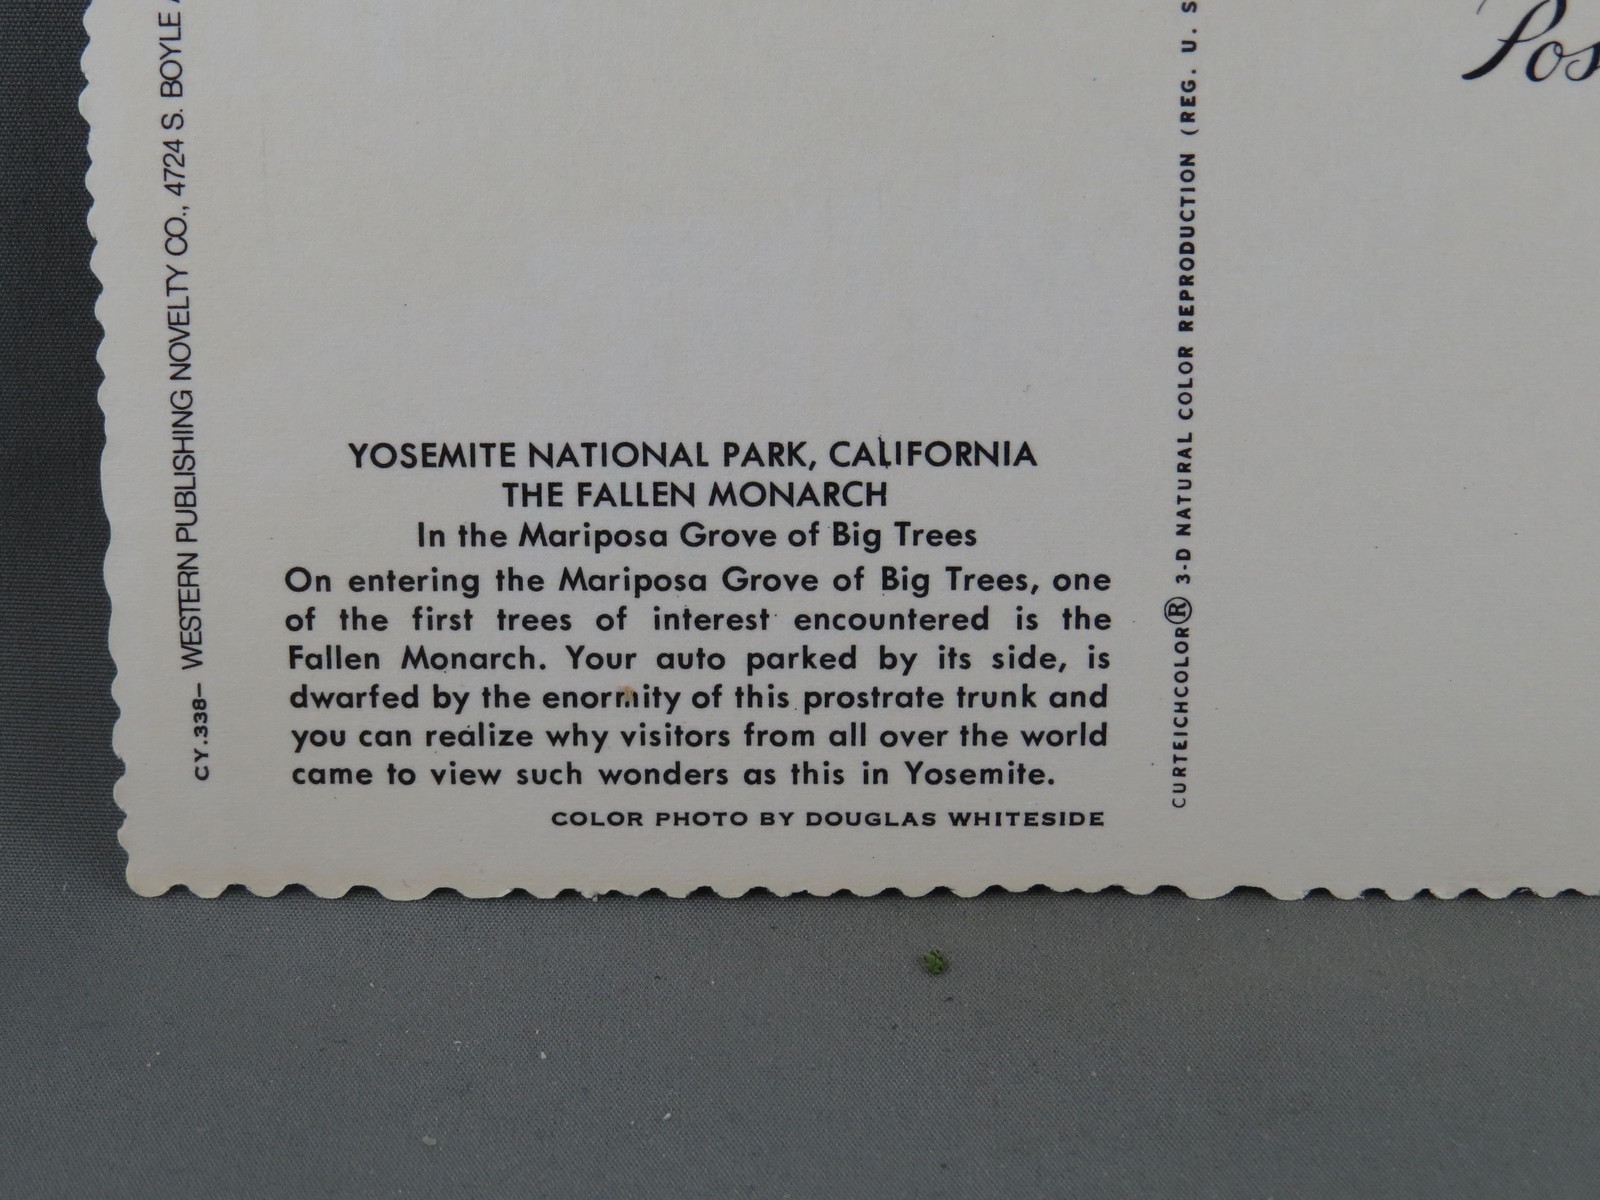 WESTERN PUBLISHING NOVELTY CO., 4724 S. BOYLE
CY.338–
YOSEMITE NATIONAL PARK, CALIFORNIA
THE FALLEN MONARCH
In the Mariposa Grove of Big Trees
On entering the Mariposa Grove of Big Trees, one
of the first trees of interest encountered is the
Fallen Monarch. Your auto parked by its side, is
dwarfed by the enormity of this prostrate trunk and
you can realize why visitors from all over the world
came to view such wonders as this in Yosemite.
COLOR PHOTO BY DOUGLAS WHITESIDE
CURTEICHCOLOR® 3-D NATURAL COLOR REPRODUCTION (REG. U. S
Pos